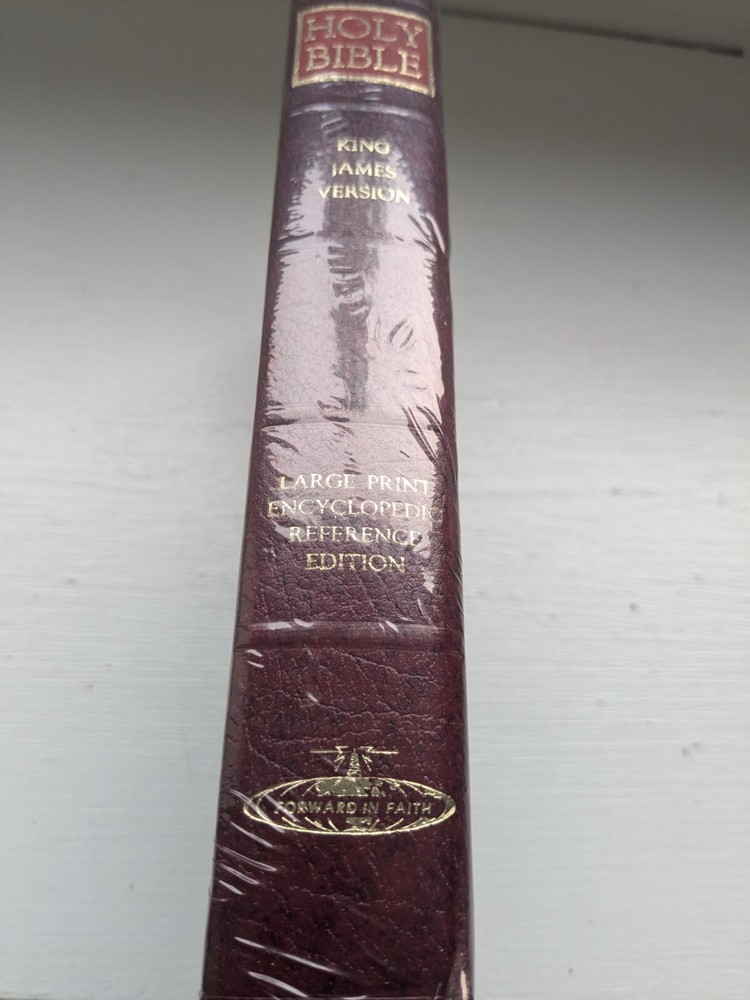 HOLY
BIBLE
KING
JAMES
VERSION
LARGE PRINT
ENCYCLOPEDIC
REFERENCE
EDITION
FORWARD IN FAITH